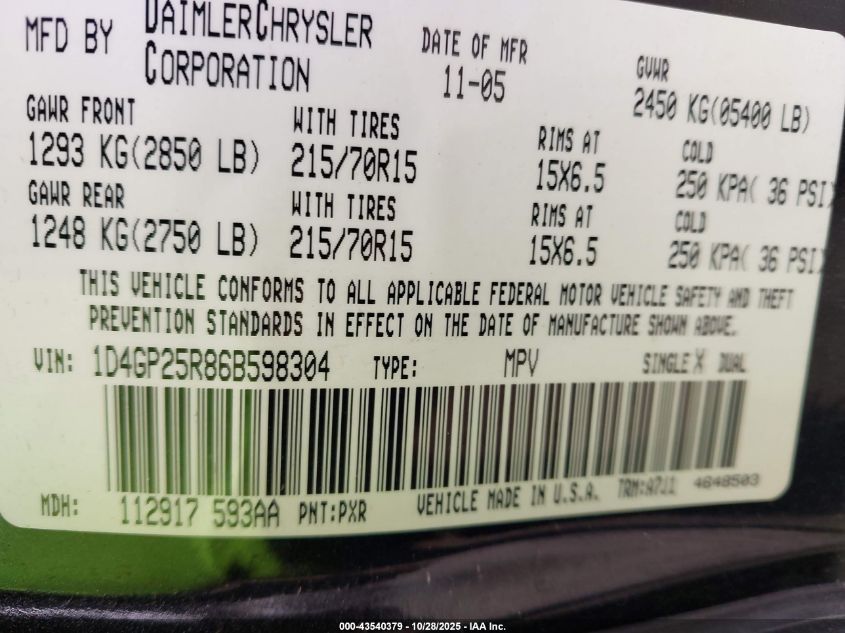 MFD BY DAIMLERCHRYSLER CORPORATION DATE OF MFR 11-05 GVWR 2450 KG(05400 LB)
GAWR FRONT WITH TIRES RIMS AT COLD
1293 KG(2850 LB) 215/70R15 15X6.5 250 KPA( 36 PSI)
GAWR REAR WITH TIRES RIMS AT COLD
1248 KG(2750 LB) 215/70R15 15X6.5 250 KPA( 36 PSI)
THIS VEHICLE CONFORMS TO ALL APPLICABLE FEDERAL MOTOR VEHICLE SAFETY AND THEFT
PREVENTION STANDARDS IN EFFECT ON THE DATE OF MANUFACTURE SHOWN ABOVE.
VIN: 1D4GP25R86B598304 TYPE: MPV SINGLE X DUAL
MDH: 112917 593AA PNT:PXR VEHICLE MADE IN U.S.A. TRM:A7J1 4648503
000-43540379 / 10/28/2025 - IAA Inc.